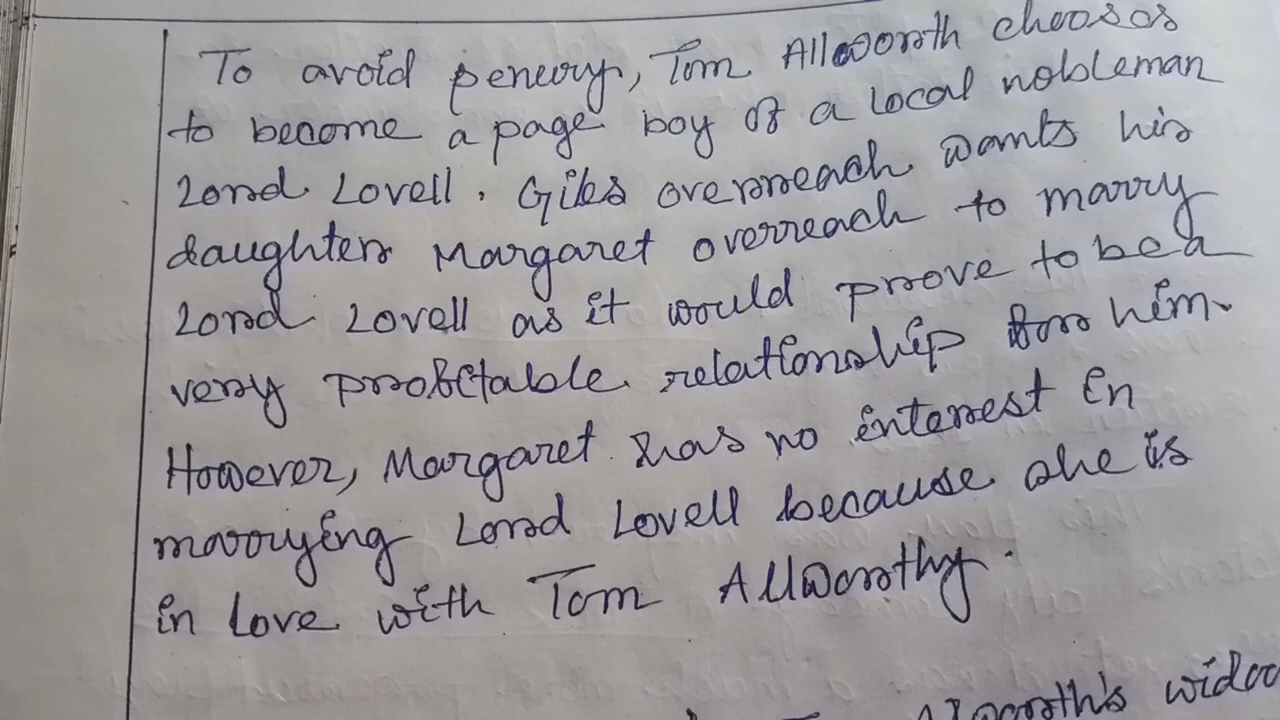 To avoid penury, Tom Allworth chooses
to become a page boy of a local nobleman
Lord Lovell. Giles overreach wants his
daughter Margaret overreach to marry
Lord Lovell as it would prove to be a
very profitable relationship for him.
However, Margaret has no interest in
marrying Lord Lovell because she is
in love with Tom Allworthy.